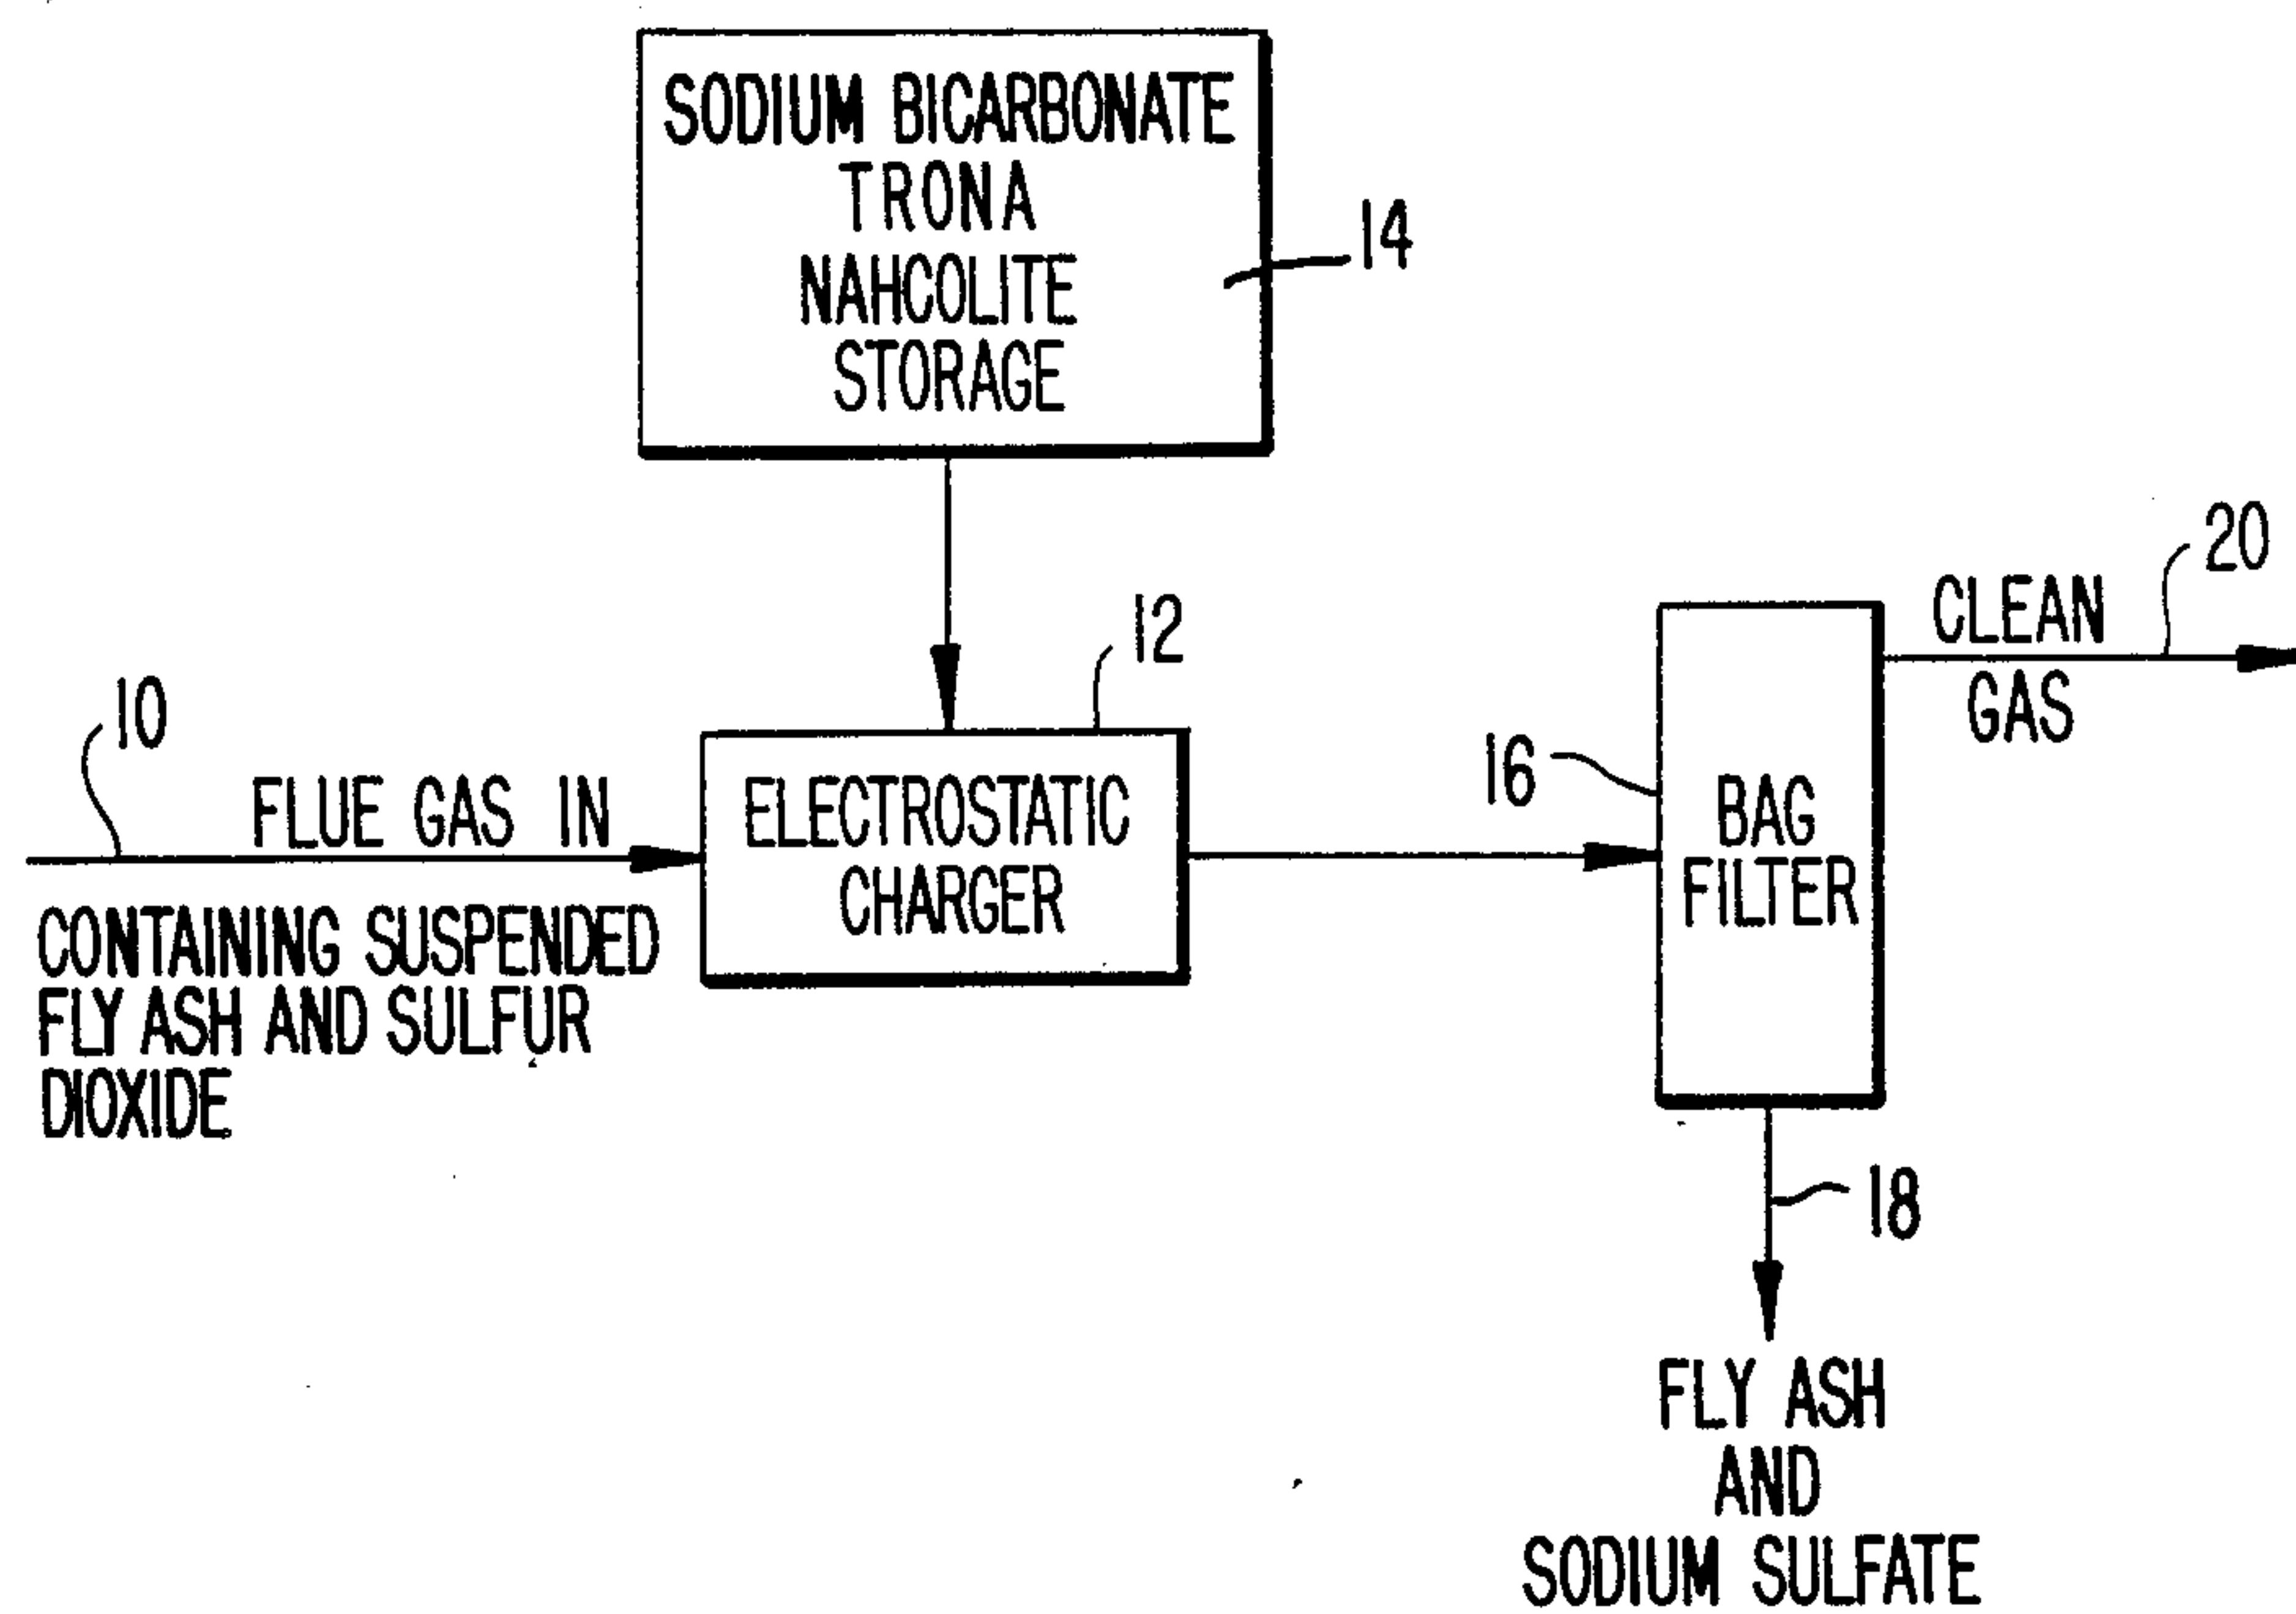 SODIUM BICARBONATE
TRONA
NAHCOLITE
STORAGE
14
12
10
FLUE GAS IN
CONTAINING SUSPENDED
FLY ASH AND SULFUR
DIOXIDE
ELECTROSTATIC
CHARGER
16
BAG
FILTER
20
CLEAN
GAS
18
FLY ASH
AND
SODIUM SULFATE